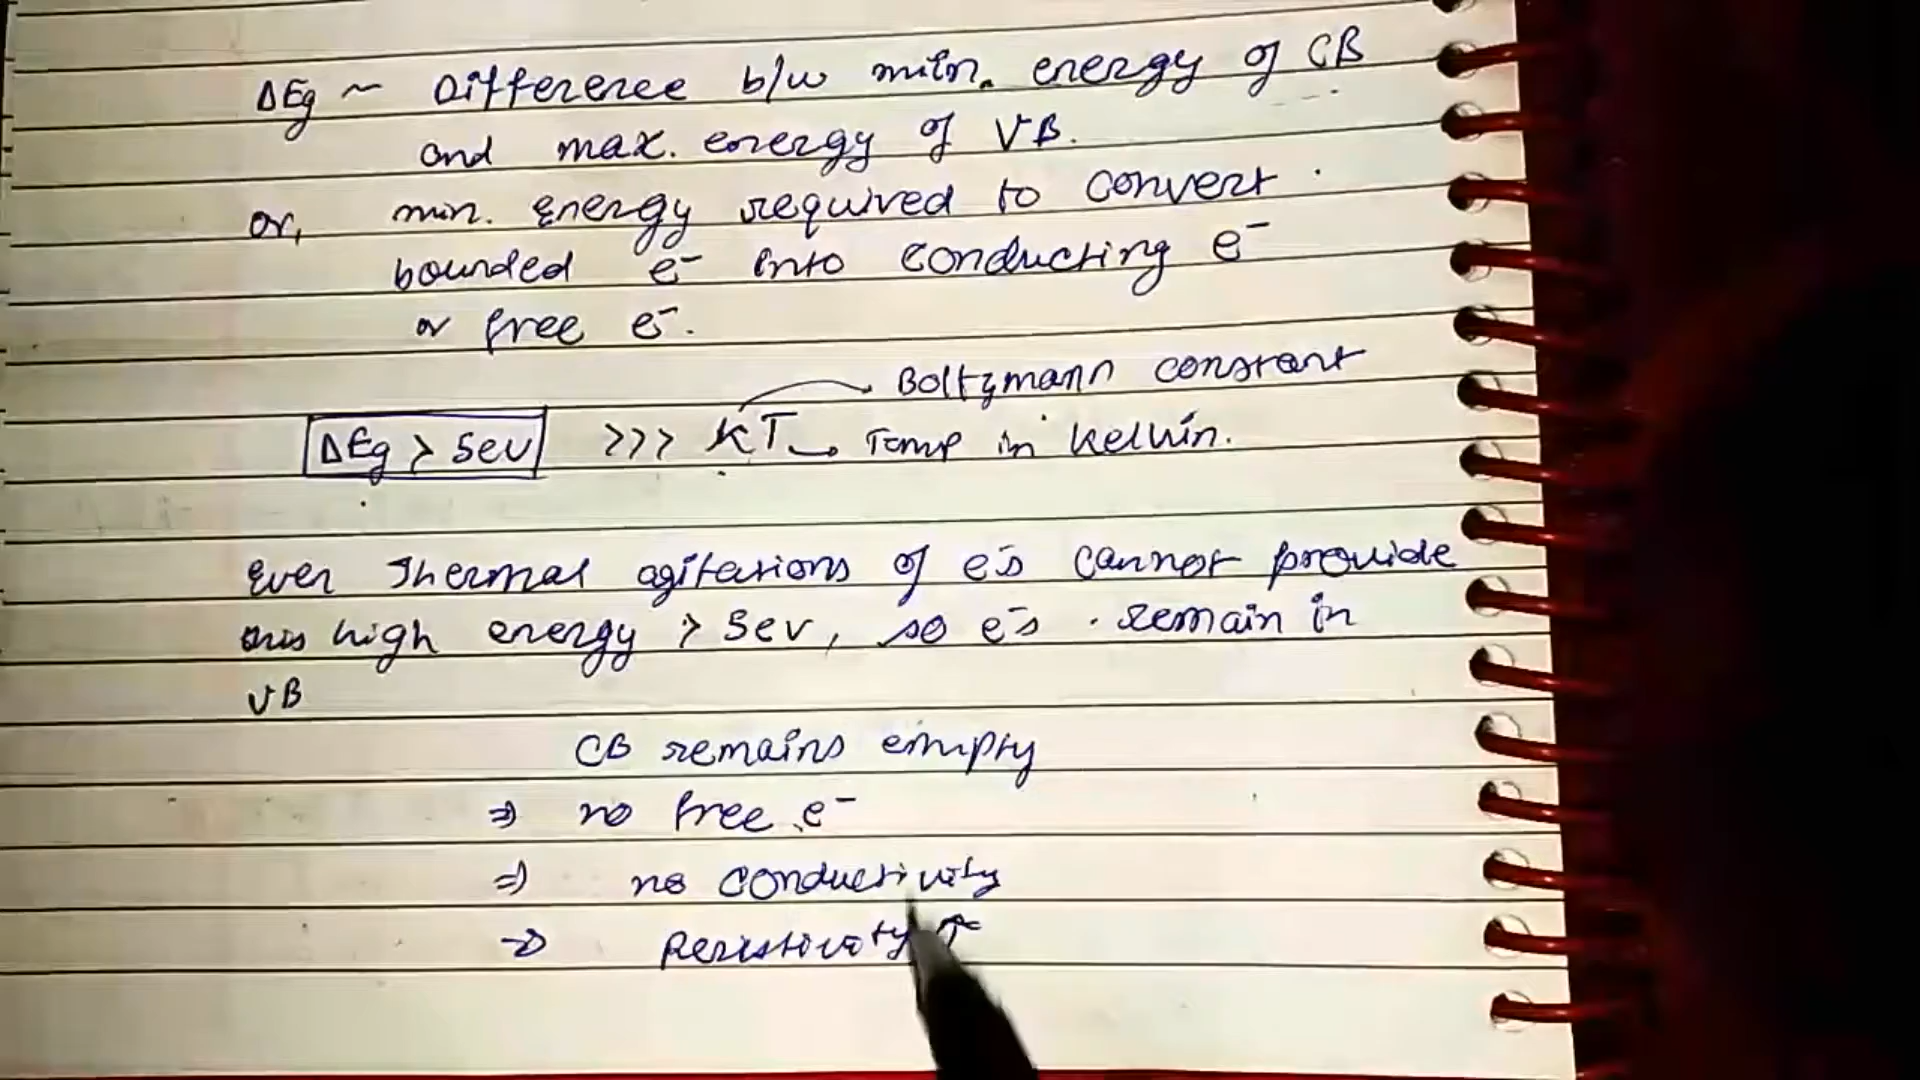 ΔEg ~ Difference b/w min. energy of CB
and max. energy of VB.
or, min. energy required to convert
bounded e⁻ into conducting e⁻
or free e⁻.
Boltzmann constant
ΔEg > 5ev >>> KT → Temp in Kelvin.
Even Thermal agitations of e⁻s cannot provide
this high energy > 5ev, so e⁻s remain in
VB
CB remains empty
⇒ no free e⁻
⇒ no conductivity
⇒ Resistivity ↑